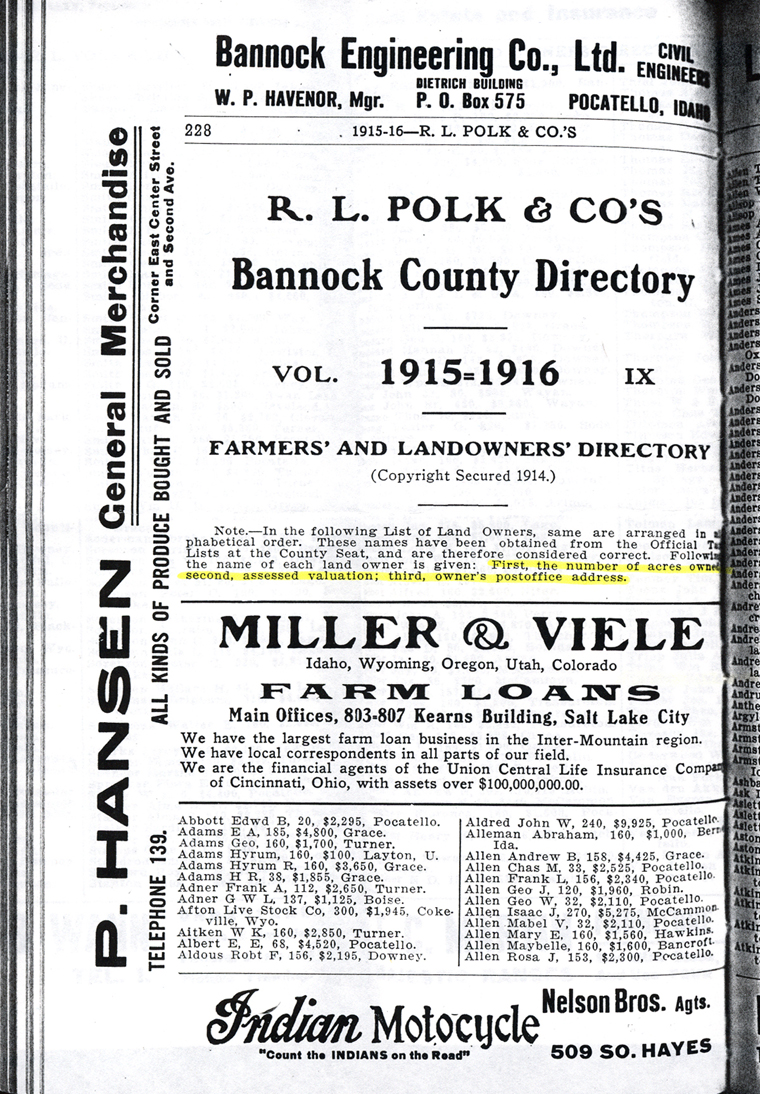 Bannock Engineering Co., Ltd. CIVIL ENGINEERS
DIETRICH BUILDING
W. P. HAVENOR, Mgr. P. O. Box 575 POCATELLO, IDAHO
228 1915-16—R. L. POLK & CO.'S
R. L. POLK & CO'S
Bannock County Directory
VOL. 1915=1916 IX
FARMERS' AND LANDOWNERS' DIRECTORY
(Copyright Secured 1914.)
Note.—In the following List of Land Owners, same are arranged in
phabetical order. These names have been obtained from the Official
Lists at the County Seat, and are therefore considered correct. Followin
the name of each land owner is given: First, the number of acres owne
second, assessed valuation; third, owner's postoffice address.
MILLER & VIELE
Idaho, Wyoming, Oregon, Utah, Colorado
FARM LOANS
Main Offices, 803-807 Kearns Building, Salt Lake City
We have the largest farm loan business in the Inter-Mountain region.
We have local correspondents in all parts of our field.
We are the financial agents of the Union Central Life Insurance Compan
of Cincinnati, Ohio, with assets over $100,000,000.00.
Abbott Edwd B, 20, $2,295, Pocatello.
Adams E A, 185, $4,800, Grace.
Adams Geo, 160, $1,700, Turner.
Adams Hyrum, 160, $100, Layton, U.
Adams Hyrum R, 160, $3,650, Grace.
Adams H R, 38, $1,855, Grace.
Adner Frank A, 112, $2,650, Turner.
Adner G W L, 137, $1,125, Boise.
Afton Live Stock Co, 300, $1,945, Coke-
ville, Wyo.
Aitken W K, 160, $2,850, Turner.
Albert E, E, 68, $4,520, Pocatello.
Aldous Robt F, 156, $2,195, Downey.
Aldred John W, 240, $9,925, Pocatello.
Alleman Abraham, 160, $1,000, Bern
Ida.
Allen Andrew B, 158, $4,425, Grace.
Allen Chas M, 33, $2,525, Pocatello.
Allen Frank L, 156, $2,340, Pocatello.
Allen Geo J, 120, $1,960, Robin.
Allen Geo W, 32, $2,110, Pocatello.
Allen Isaac J, 270, $5,275, McCammon.
Allen Mabel V, 32, $2,110, Pocatello.
Allen Mary E, 160, $1,560, Hawkins.
Allen Maybelle, 160, $1,600, Bancroft.
Allen Rosa J, 153, $2,300, Pocatello.
Indian Motocycle
"Count the INDIANS on the Road"
Nelson Bros. Agts.
509 SO. HAYES
P. HANSEN General Merchandise
Corner East Center Street
and Second Ave.
TELEPHONE 139. ALL KINDS OF PRODUCE BOUGHT AND SOLD